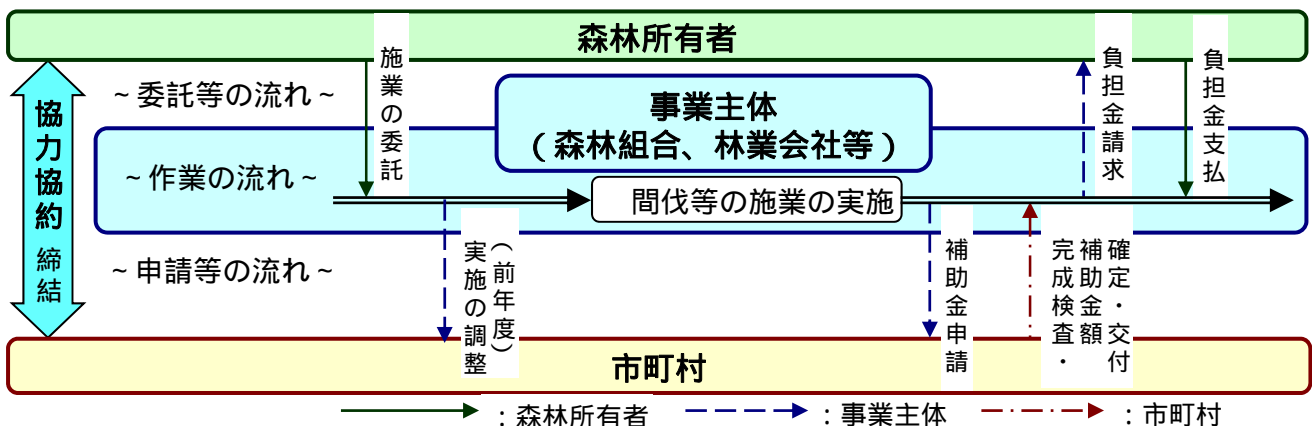 森林所有者
協力協約 締結
~ 委託等の流れ ~
施業の委託
事業主体
（森林組合、林業会社等）
負担金請求
負担金支払
~ 作業の流れ ~
間伐等の施業の実施
~ 申請等の流れ ~
（前年度）
実施の調整
補助金申請
確定・交付
補助金額
完成検査・
市町村
：森林所有者
：事業主体
：市町村